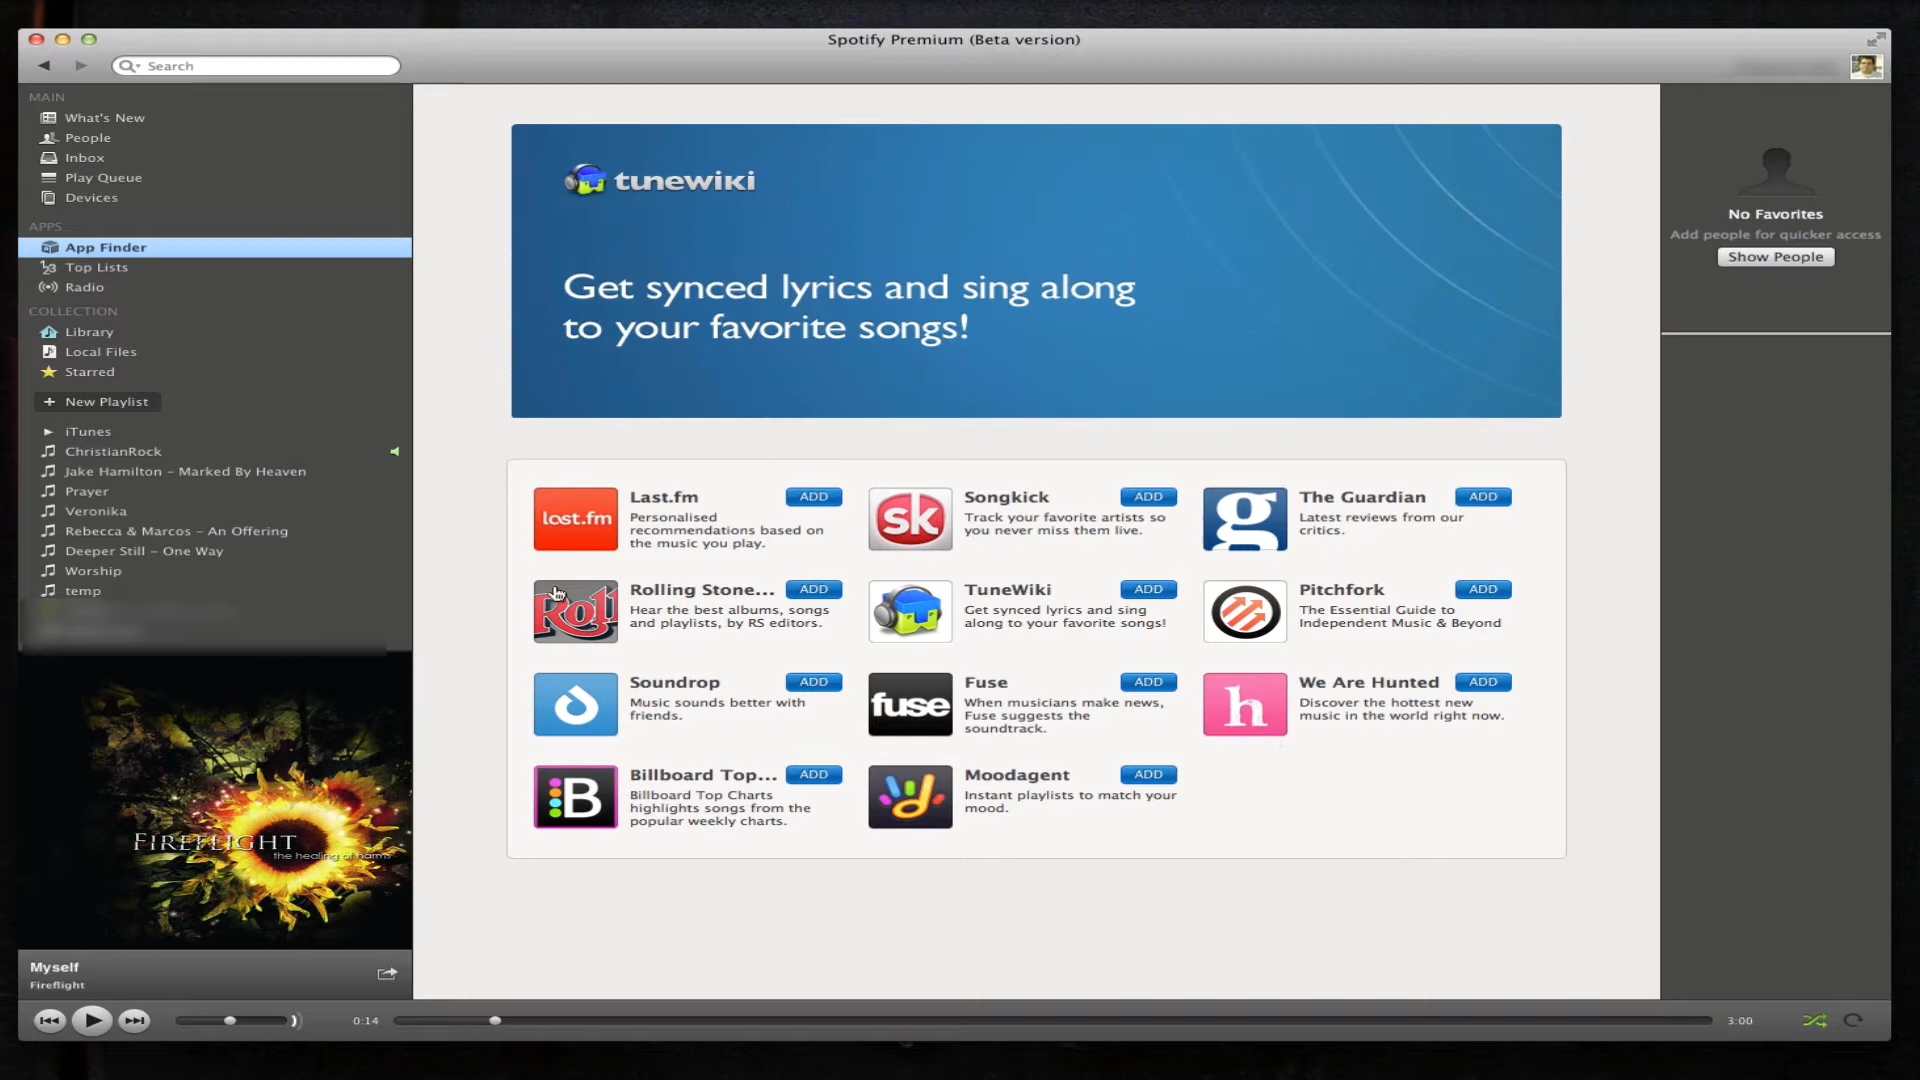 Spotify Premium (Beta version)
Search
MAIN
What's New
People
Inbox
Play Queue
Devices
APPS
App Finder
Top Lists
Radio
COLLECTION
Library
Local Files
Starred
+ New Playlist
iTunes
ChristianRock
Jake Hamilton – Marked By Heaven
Prayer
Veronika
Rebecca & Marcos – An Offering
Deeper Still – One Way
Worship
temp
FIREFLIGHT
the healing of harms
Myself
Fireflight
0:14
3:00
tunewiki
Get synced lyrics and sing along
to your favorite songs!
last.fm
Last.fm
ADD
Personalised
recommendations based on
the music you play.
sk
Songkick
ADD
Track your favorite artists so
you never miss them live.
g
The Guardian
ADD
Latest reviews from our
critics.
Roll
Rolling Stone...
ADD
Hear the best albums, songs
and playlists, by RS editors.
TuneWiki
ADD
Get synced lyrics and sing
along to your favorite songs!
Pitchfork
ADD
The Essential Guide to
Independent Music & Beyond
Soundrop
ADD
Music sounds better with
friends.
fuse
Fuse
ADD
When musicians make news,
Fuse suggests the
soundtrack.
h
We Are Hunted
ADD
Discover the hottest new
music in the world right now.
B
Billboard Top...
ADD
Billboard Top Charts
highlights songs from the
popular weekly charts.
Moodagent
ADD
Instant playlists to match your
mood.
No Favorites
Add people for quicker access
Show People